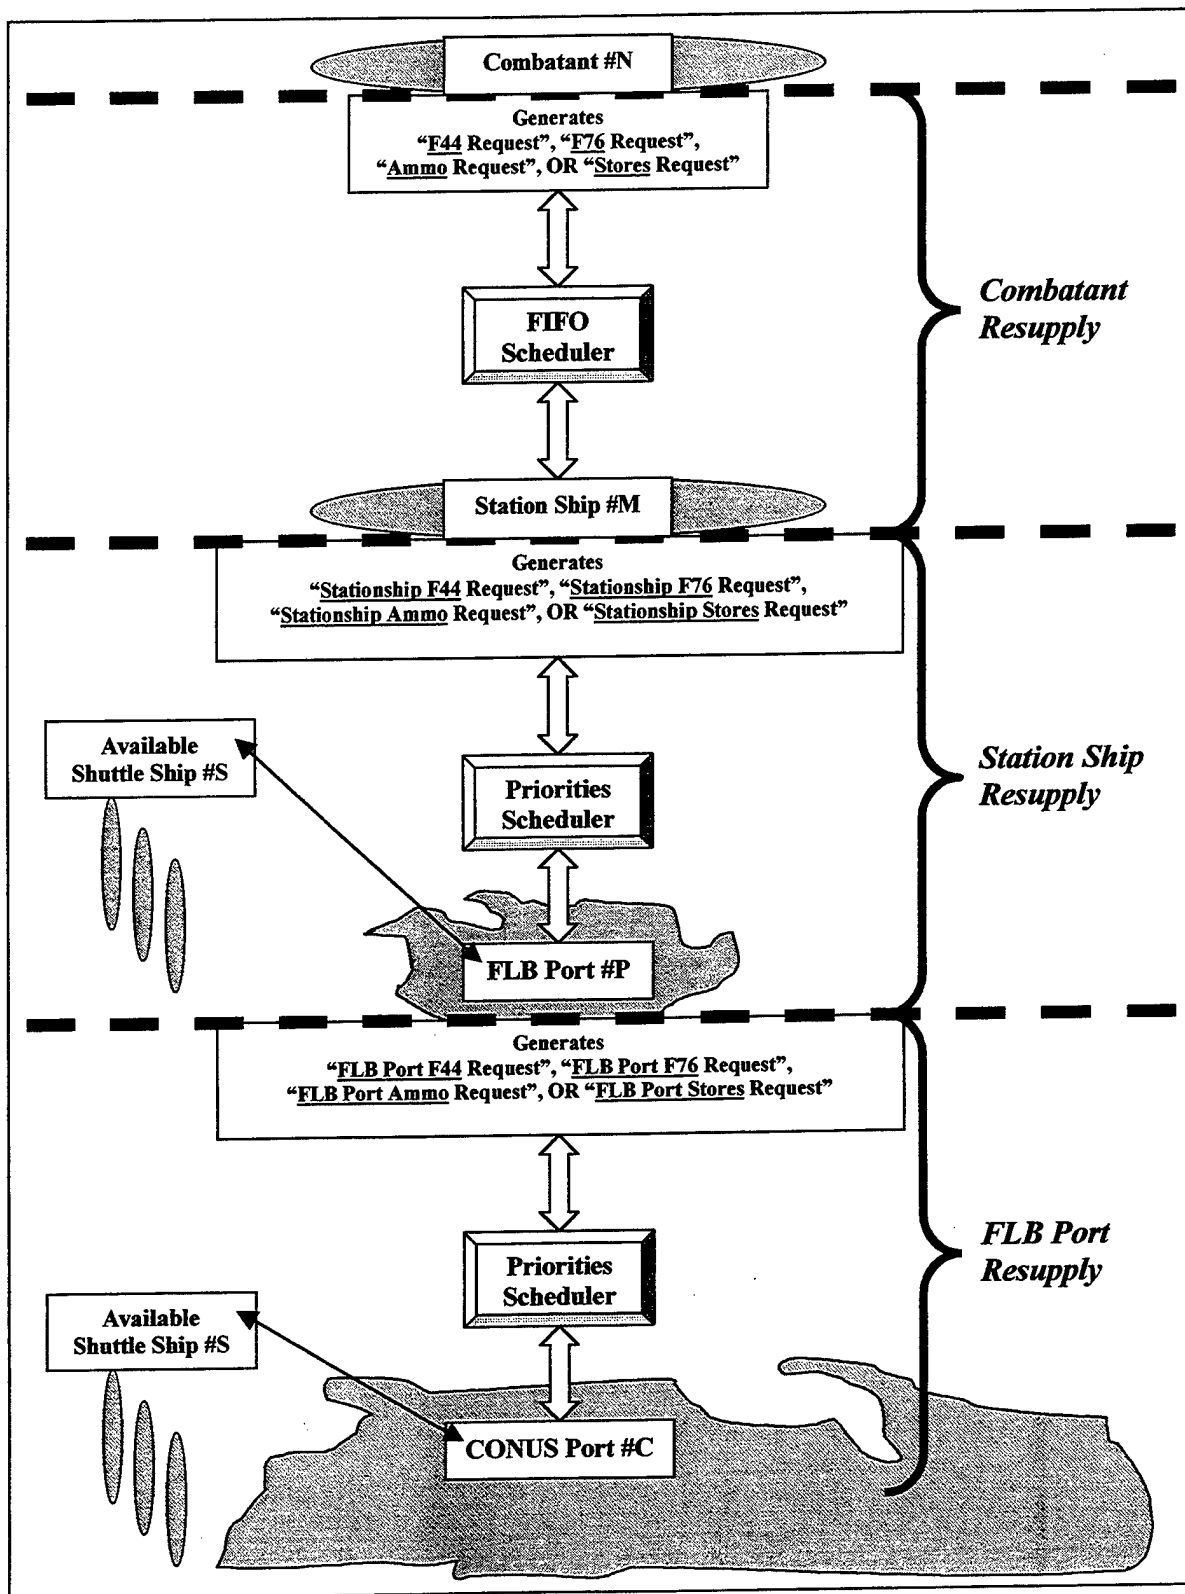 Combatant #N
Generates
“F44 Request”, “F76 Request”,
“Ammo Request”, OR “Stores Request”
FIFO
Scheduler
Combatant
Resupply
Station Ship #M
Generates
“Stationship F44 Request”, “Stationship F76 Request”,
“Stationship Ammo Request”, OR “Stationship Stores Request”
Available
Shuttle Ship #S
Priorities
Scheduler
Station Ship
Resupply
FLB Port #P
Generates
“FLB Port F44 Request”, “FLB Port F76 Request”,
“FLB Port Ammo Request”, OR “FLB Port Stores Request”
Priorities
Scheduler
FLB Port
Resupply
Available
Shuttle Ship #S
CONUS Port #C